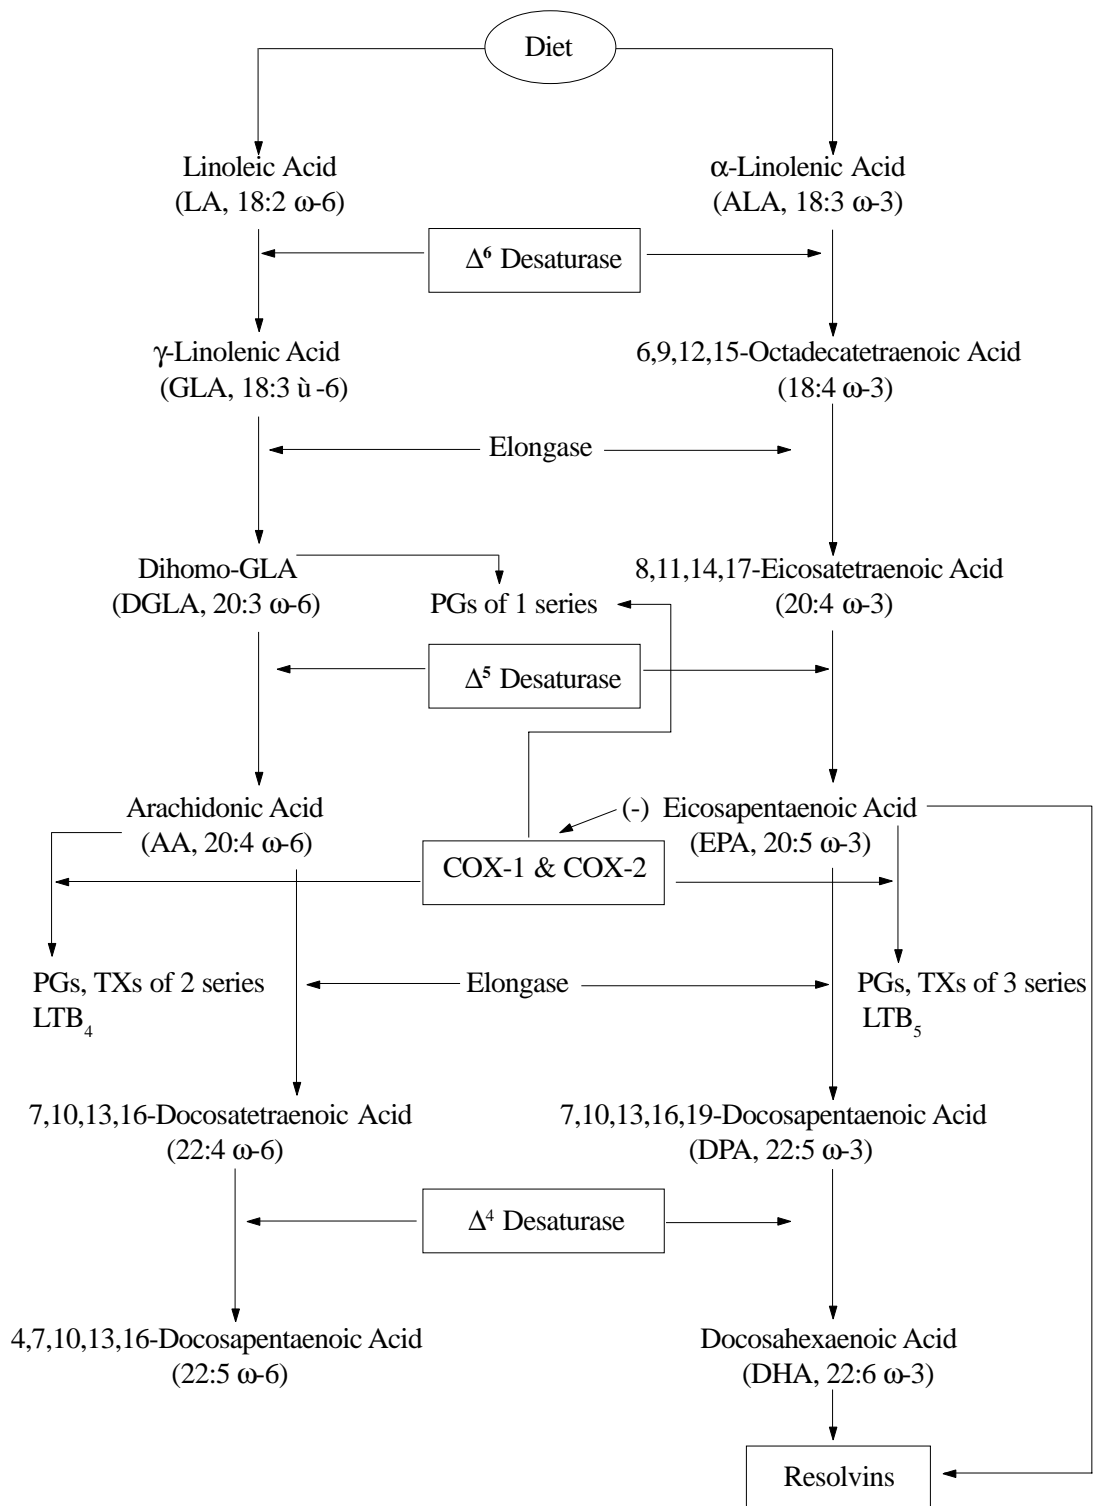 Diet
Linoleic Acid
(LA, 18:2 ω-6)
α-Linolenic Acid
(ALA, 18:3 ω-3)
Δ⁶ Desaturase
γ-Linolenic Acid
(GLA, 18:3 ù -6)
6,9,12,15-Octadecatetraenoic Acid
(18:4 ω-3)
Elongase
Dihomo-GLA
(DGLA, 20:3 ω-6)
PGs of 1 series
8,11,14,17-Eicosatetraenoic Acid
(20:4 ω-3)
Δ⁵ Desaturase
Arachidonic Acid
(AA, 20:4 ω-6)
(-) Eicosapentaenoic Acid
(EPA, 20:5 ω-3)
COX-1 & COX-2
PGs, TXs of 2 series
LTB₄
Elongase
PGs, TXs of 3 series
LTB₅
7,10,13,16-Docosatetraenoic Acid
(22:4 ω-6)
7,10,13,16,19-Docosapentaenoic Acid
(DPA, 22:5 ω-3)
Δ⁴ Desaturase
4,7,10,13,16-Docosapentaenoic Acid
(22:5 ω-6)
Docosahexaenoic Acid
(DHA, 22:6 ω-3)
Resolvins